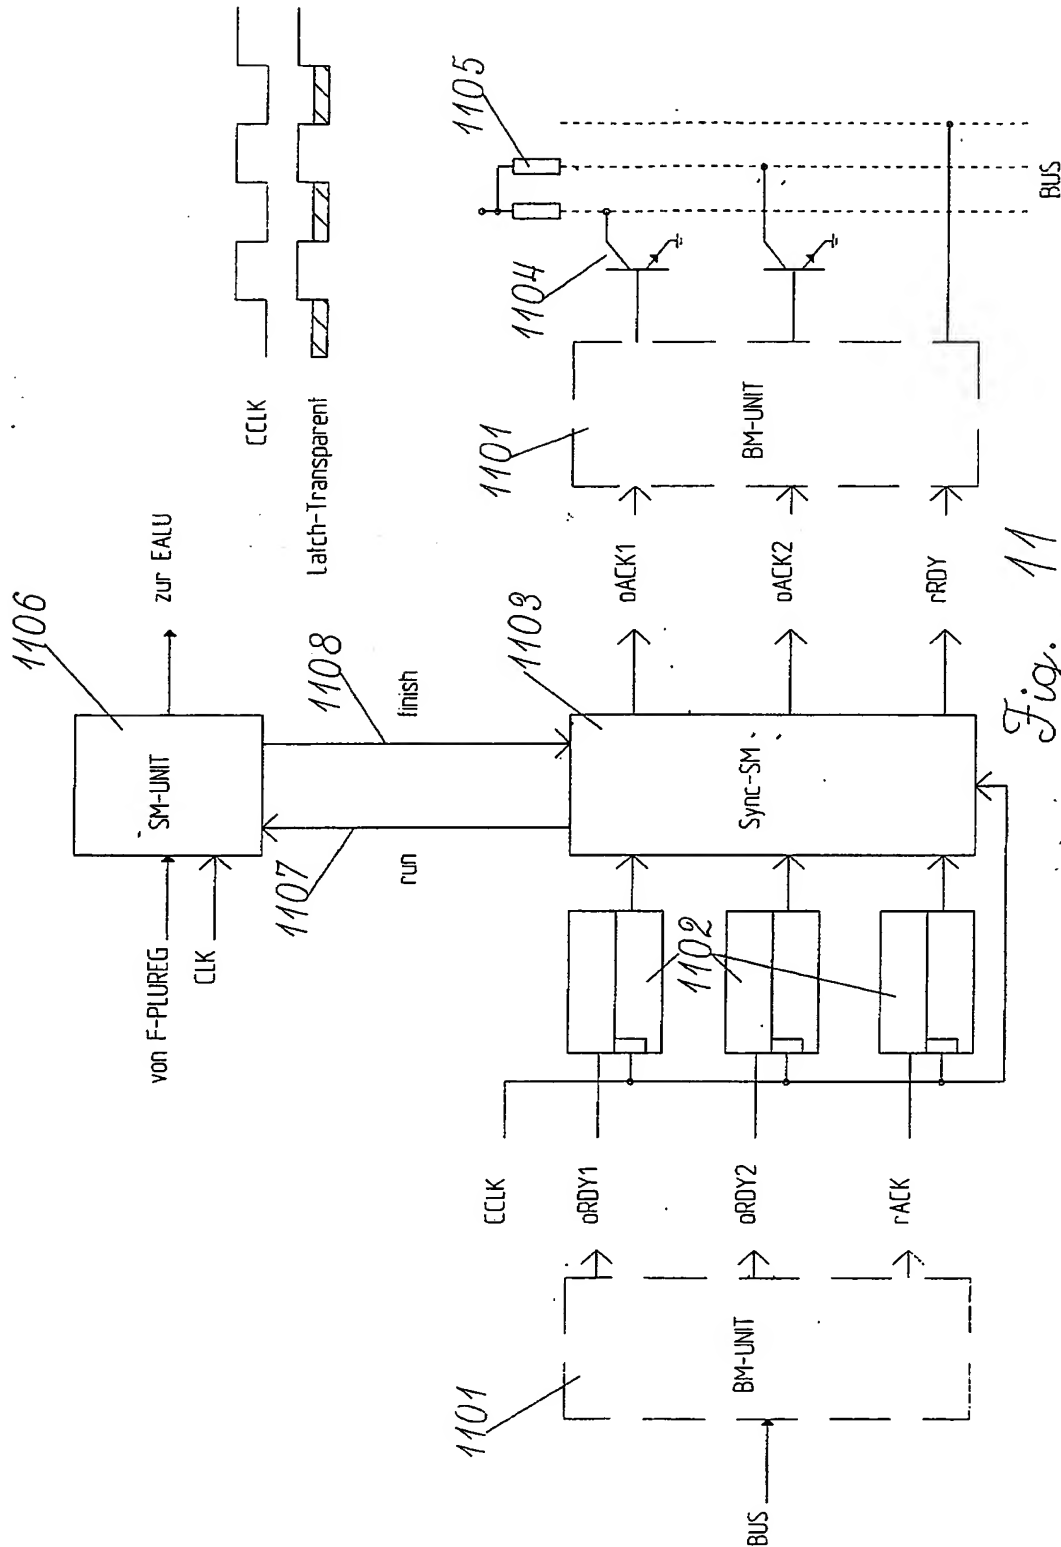 1106
von F-PLUREG
CLK
SM-UNIT
zur EALU
CCLK
Latch-Transparent
1107
run
1108
finish
1101
BUS
BM-UNIT
CCLK
oRDY1
oRDY2
rACK
1102
1103
Sync-SM
oACK1
oACK2
rRDY
1101
BM-UNIT
1104
1105
BUS
Fig. 11